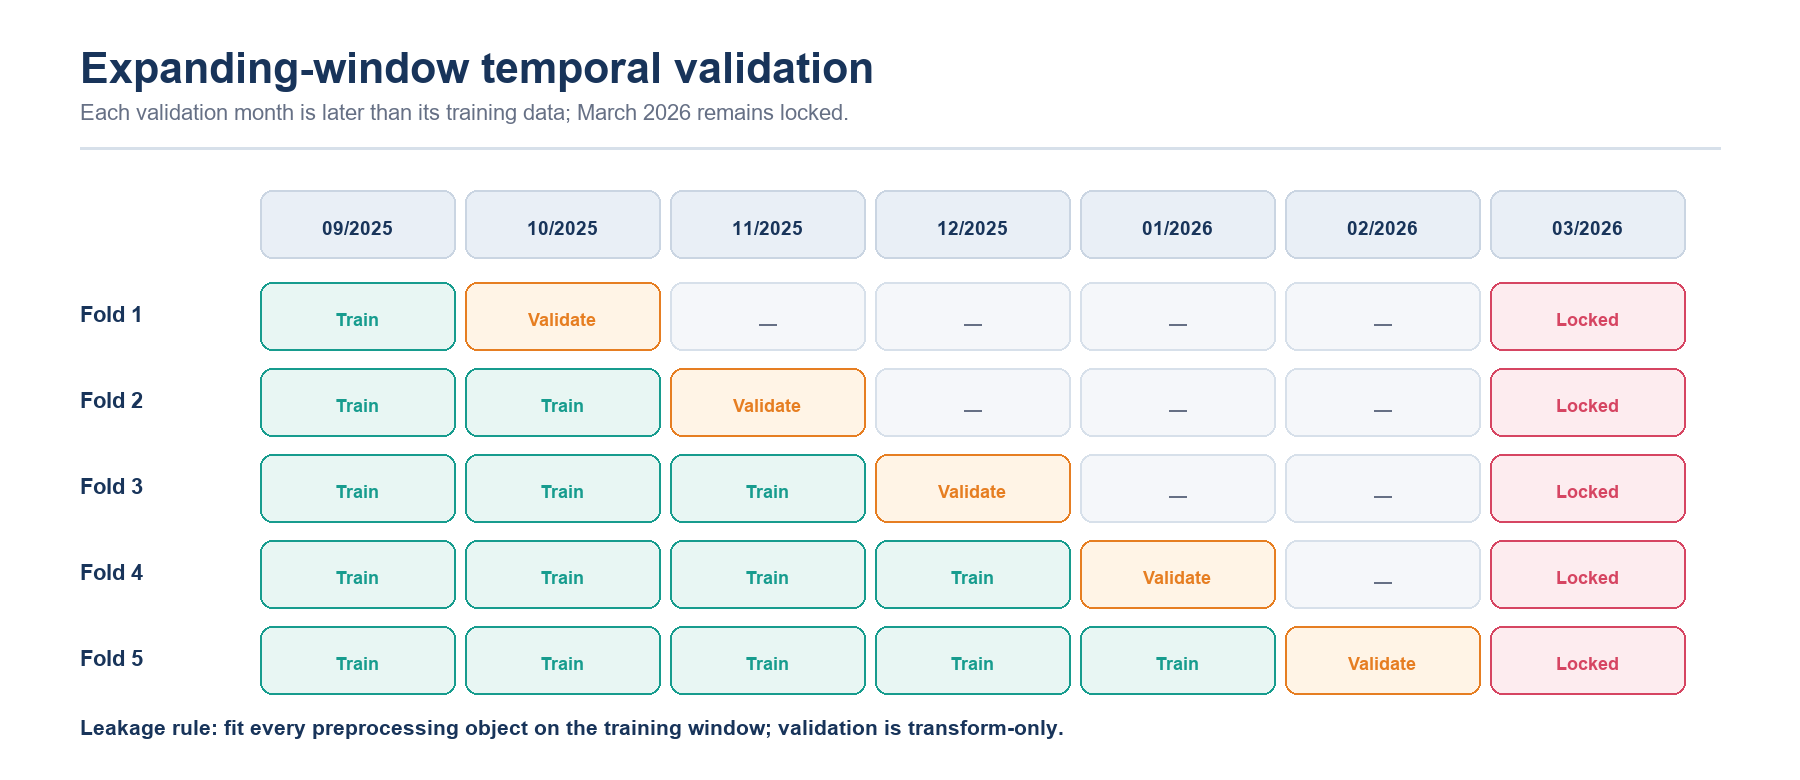 Expanding-window temporal validation
Each validation month is later than its training data; March 2026 remains locked.
09/2025 10/2025 11/2025 12/2025 01/2026 02/2026 03/2026
Fold 1 Train Validate — — — — Locked
Fold 2 Train Train Validate — — — Locked
Fold 3 Train Train Train Validate — — Locked
Fold 4 Train Train Train Train Validate — Locked
Fold 5 Train Train Train Train Train Validate Locked
Leakage rule: fit every preprocessing object on the training window; validation is transform-only.